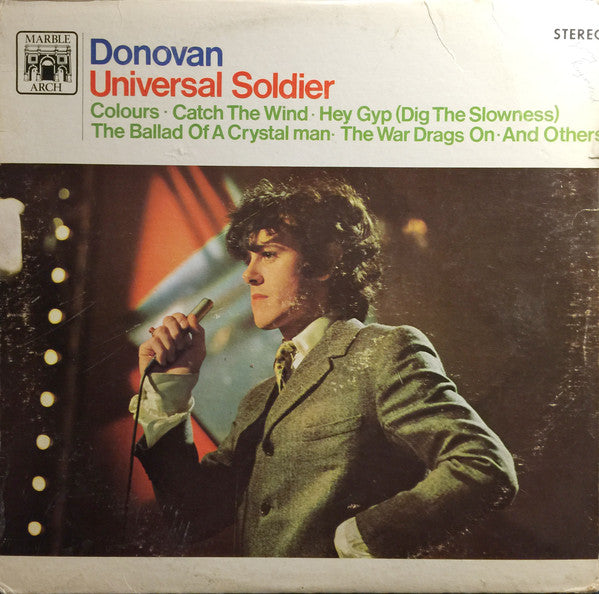 MARBLE
ARCH
STEREO
Donovan
Universal Soldier
Colours · Catch The Wind · Hey Gyp (Dig The Slowness)
The Ballad Of A Crystal man · The War Drags On · And Others